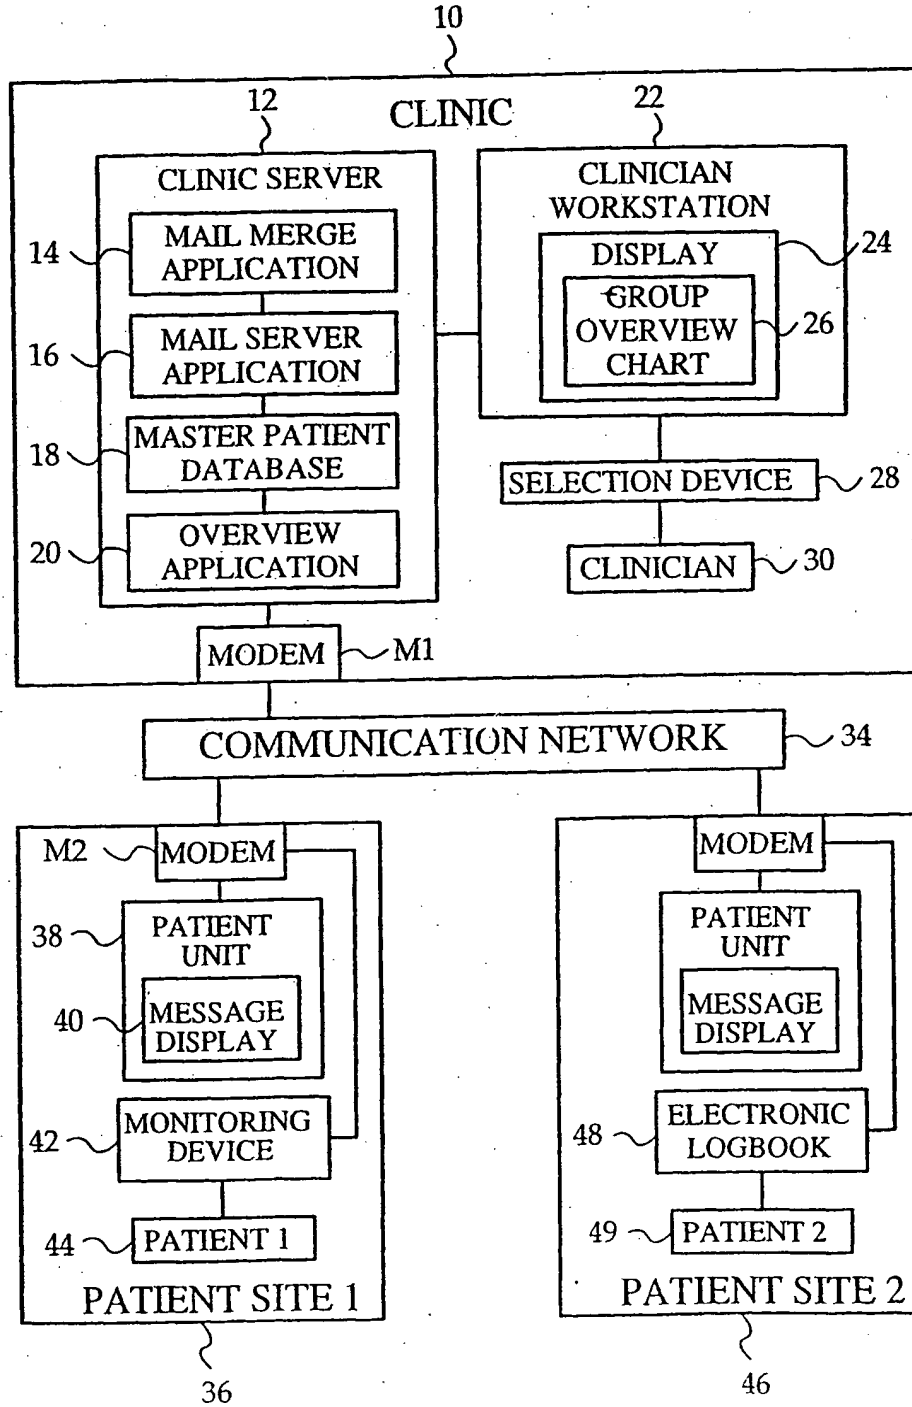 10
CLINIC
12
22
CLINIC SERVER
CLINICIAN
WORKSTATION
14
MAIL MERGE
APPLICATION
DISPLAY
24
GROUP
OVERVIEW
CHART
26
16
MAIL SERVER
APPLICATION
18
MASTER PATIENT
DATABASE
SELECTION DEVICE
28
20
OVERVIEW
APPLICATION
CLINICIAN
30
MODEM
M1
COMMUNICATION NETWORK
34
M2
MODEM
MODEM
38
PATIENT
UNIT
PATIENT
UNIT
40
MESSAGE
DISPLAY
MESSAGE
DISPLAY
42
MONITORING
DEVICE
48
ELECTRONIC
LOGBOOK
44
PATIENT 1
49
PATIENT 2
PATIENT SITE 1
PATIENT SITE 2
36
46